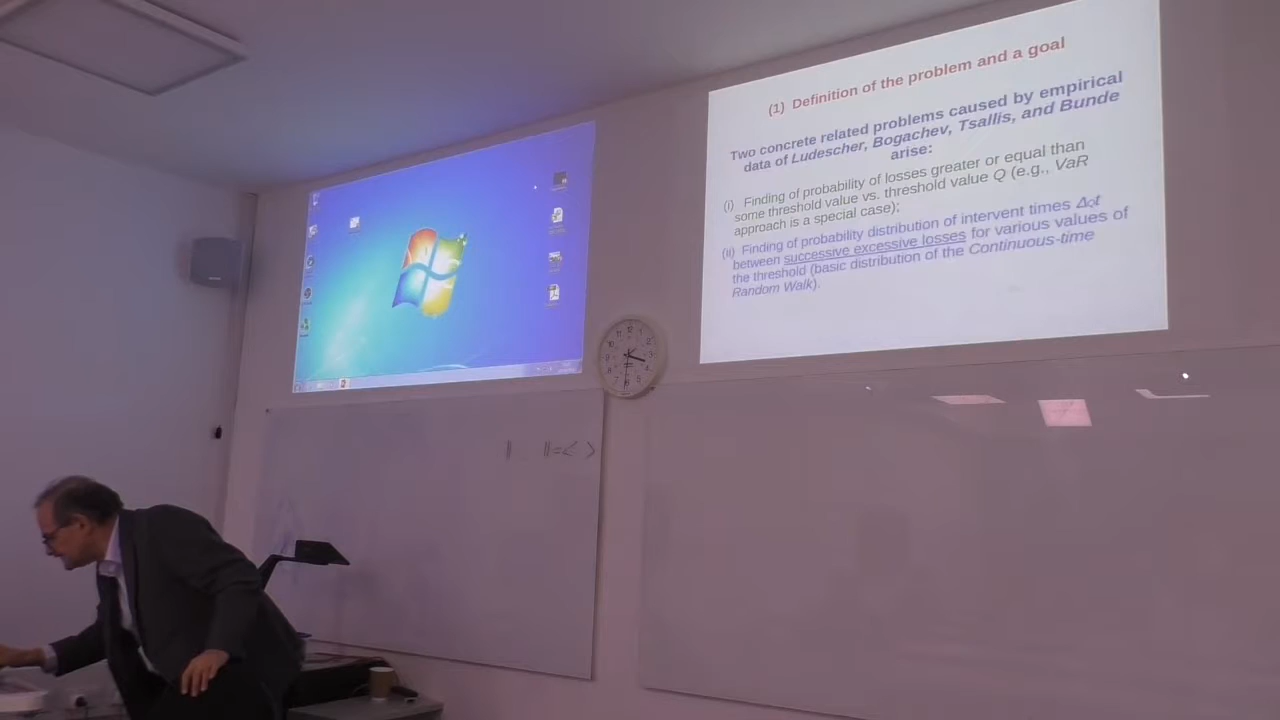 (1) Definition of the problem and a goal
Two concrete related problems caused by empirical
data of Ludescher, Bogachev, Tsallis, and Bunde
arise:
(i) Finding of probability of losses greater or equal than
some threshold value vs. threshold value Q (e.g., VaR
approach is a special case);
(ii) Finding of probability distribution of intervent times ΔQt
between successive excessive losses for various values of
the threshold (basic distribution of the Continuous-time
Random Walk).
|| ||=< >